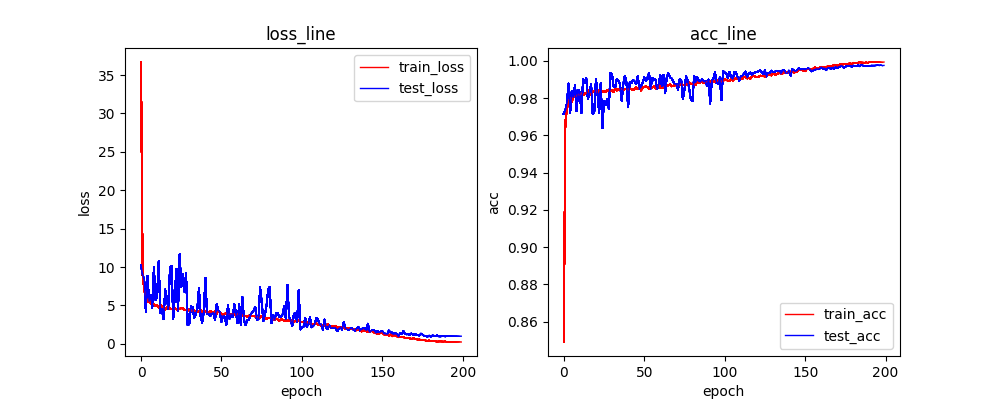 loss_line
train_loss
test_loss
35
30
25
20
15
10
5
0
loss
0
50
100
150
200
epoch
acc_line
1.00
0.98
0.96
0.94
0.92
0.90
0.88
0.86
acc
train_acc
test_acc
0
50
100
150
200
epoch